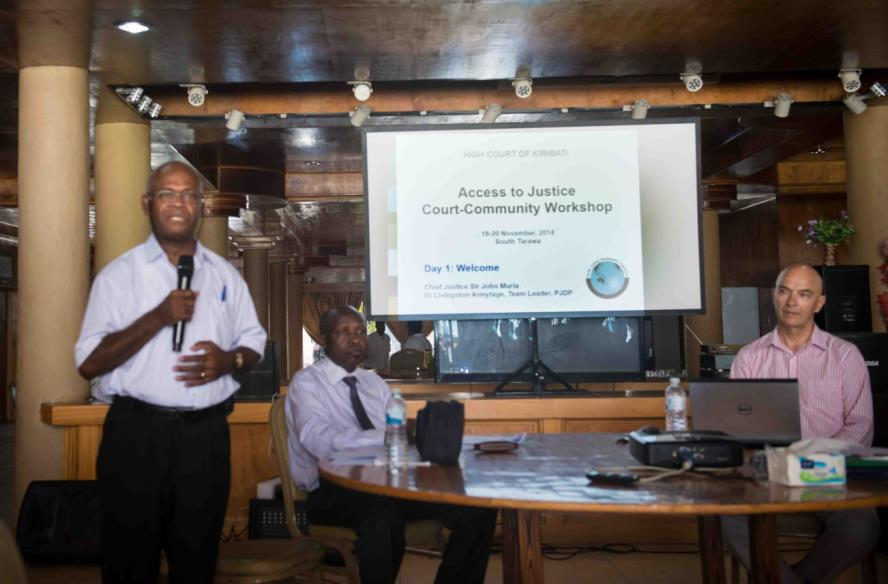 HIGH COURT OF KIRIBATI
Access to Justice
Court-Community Workshop
18-20 November, 2014
South Tarawa
Day 1: Welcome
Chief Justice Sir John Muria
Dr Livingston Armytage, Team Leader, PJDP
DELL